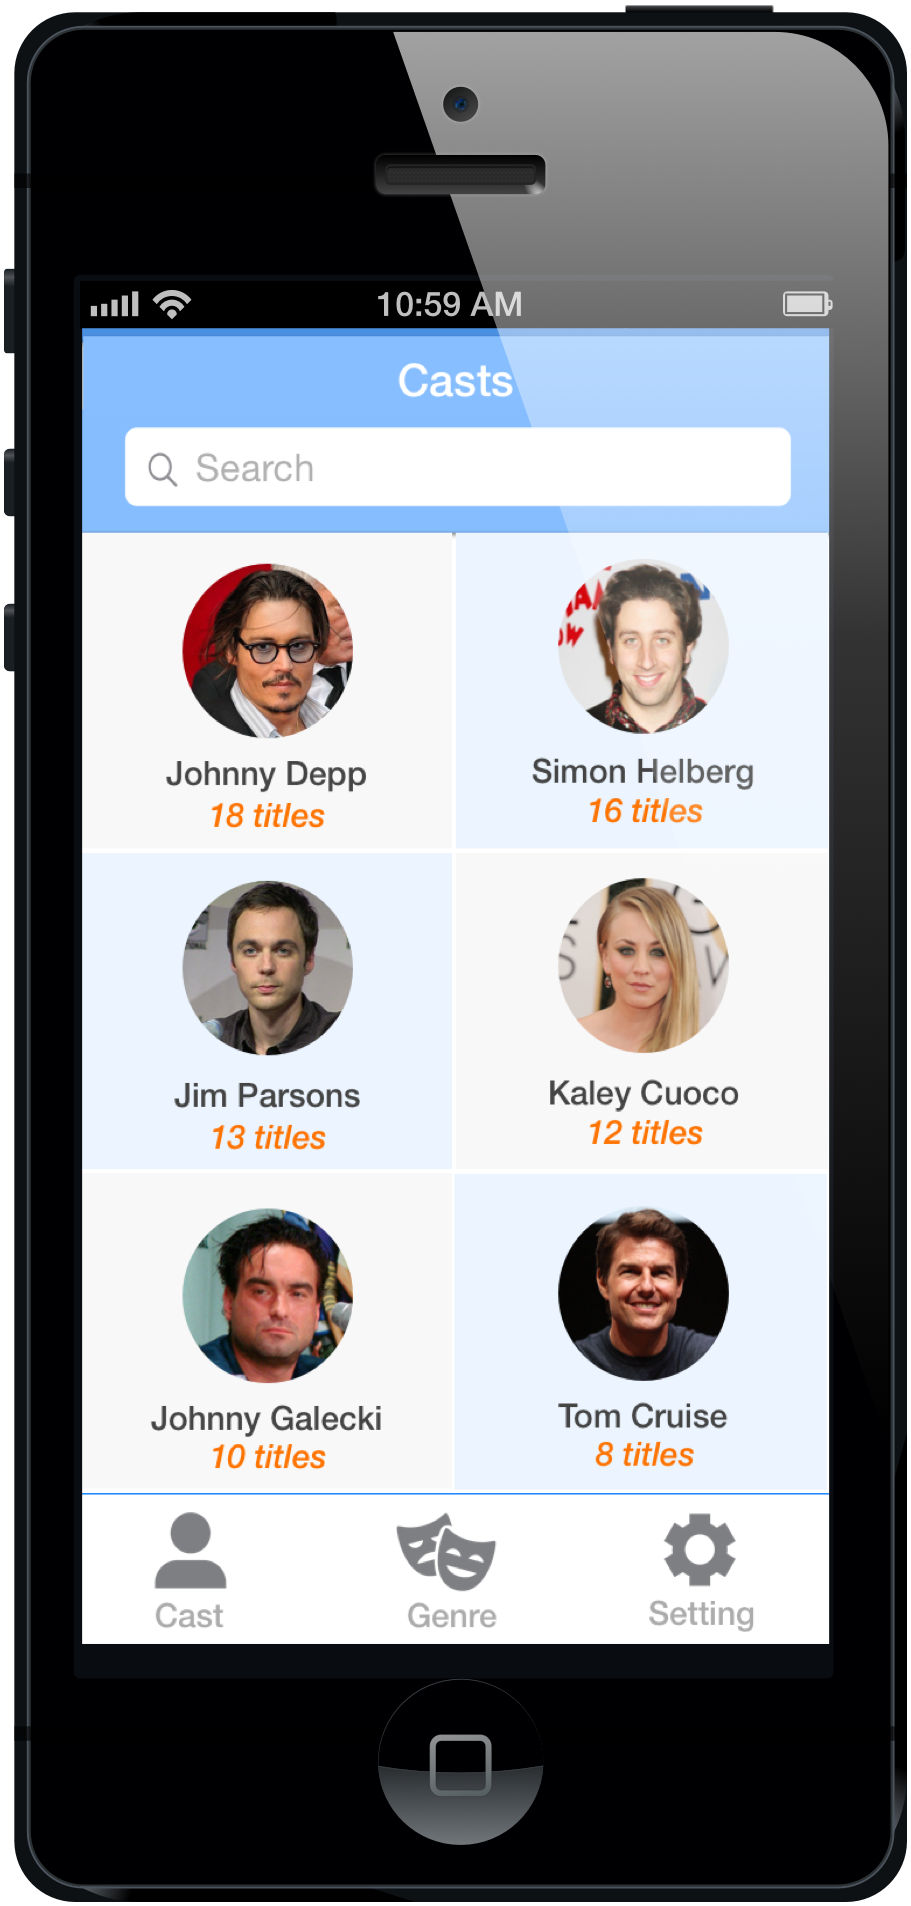 10:59 AM
Casts
Search
Johnny Depp
18 titles
Simon Helberg
16 titles
Jim Parsons
13 titles
Kaley Cuoco
12 titles
Johnny Galecki
10 titles
Tom Cruise
8 titles
Cast
Genre
Setting